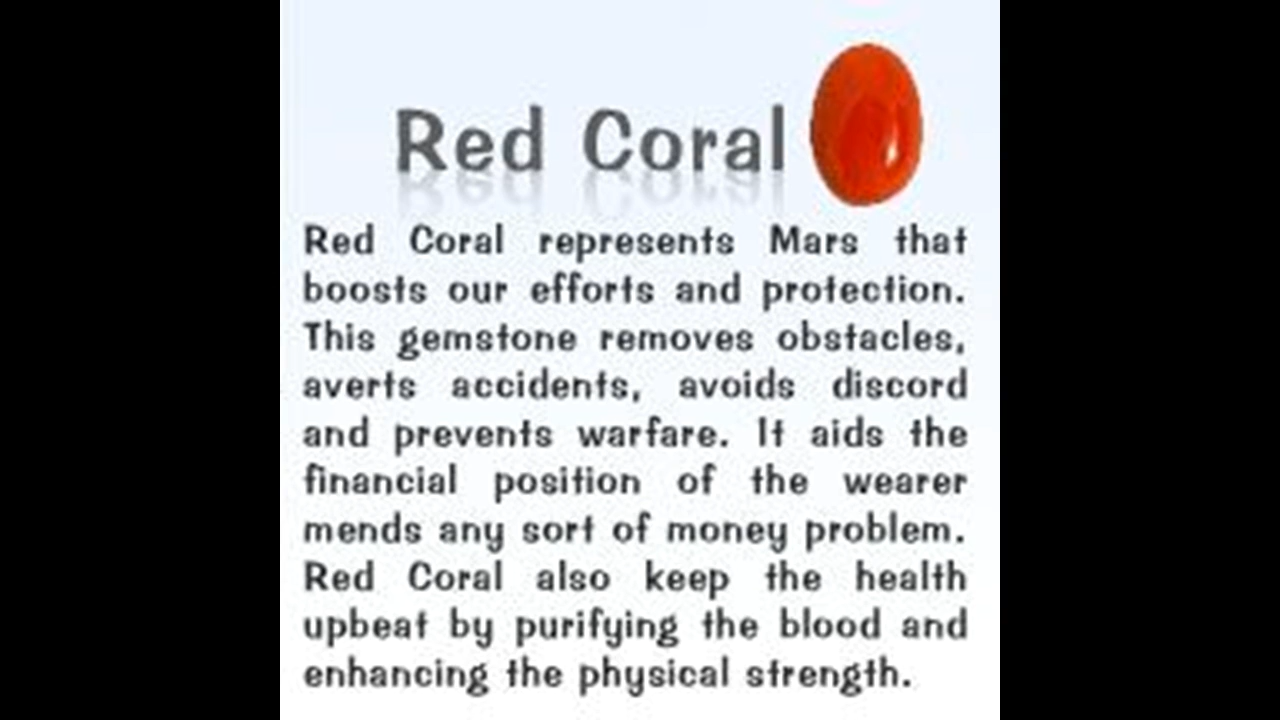 Red Coral
Red Coral represents Mars that
boosts our efforts and protection.
This gemstone removes obstacles,
averts accidents, avoids discord
and prevents warfare. It aids the
financial position of the wearer
mends any sort of money problem.
Red Coral also keep the health
upbeat by purifying the blood and
enhancing the physical strength.